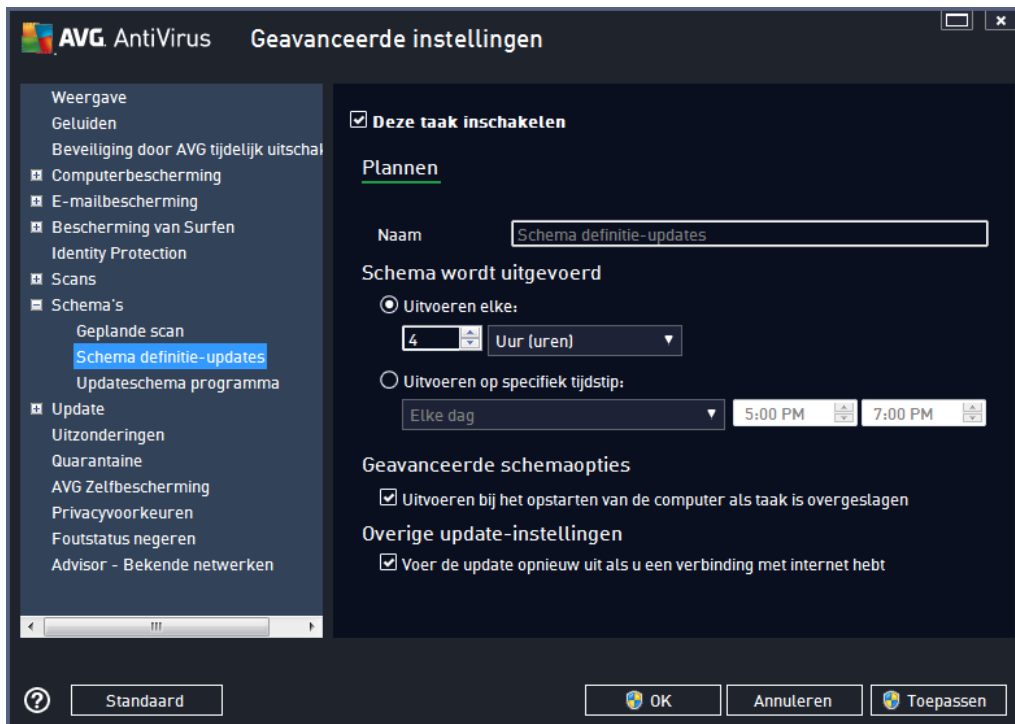 AVG AntiVirus Geavanceerde instellingen
Weergave
Geluiden
Beveiliging door AVG tijdelijk uitschak
Computerbescherming
E-mailbescherming
Bescherming van Surfen
Identity Protection
Scans
Schema's
Geplande scan
Schema definitie-updates
Updateschema programma
Update
Uitzonderingen
Quarantaine
AVG Zelfbescherming
Privacyvoorkeuren
Foutstatus negeren
Advisor - Bekende netwerken
Deze taak inschakelen
Plannen
Naam Schema definitie-updates
Schema wordt uitgevoerd
Uitvoeren elke:
4 Uur (uren)
Uitvoeren op specifiek tijdstip:
Elke dag 5:00 PM 7:00 PM
Geavanceerde schemaopties
Uitvoeren bij het opstarten van de computer als taak is overgeslagen
Overige update-instellingen
Voer de update opnieuw uit als u een verbinding met internet hebt
? Standaard OK Annuleren Toepassen